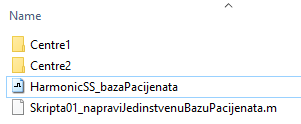 Name
Centre1
Centre2
HarmonicSS_bazaPacijenata
Skripta01_napraviJedinstvenuBazuPacijenata.m